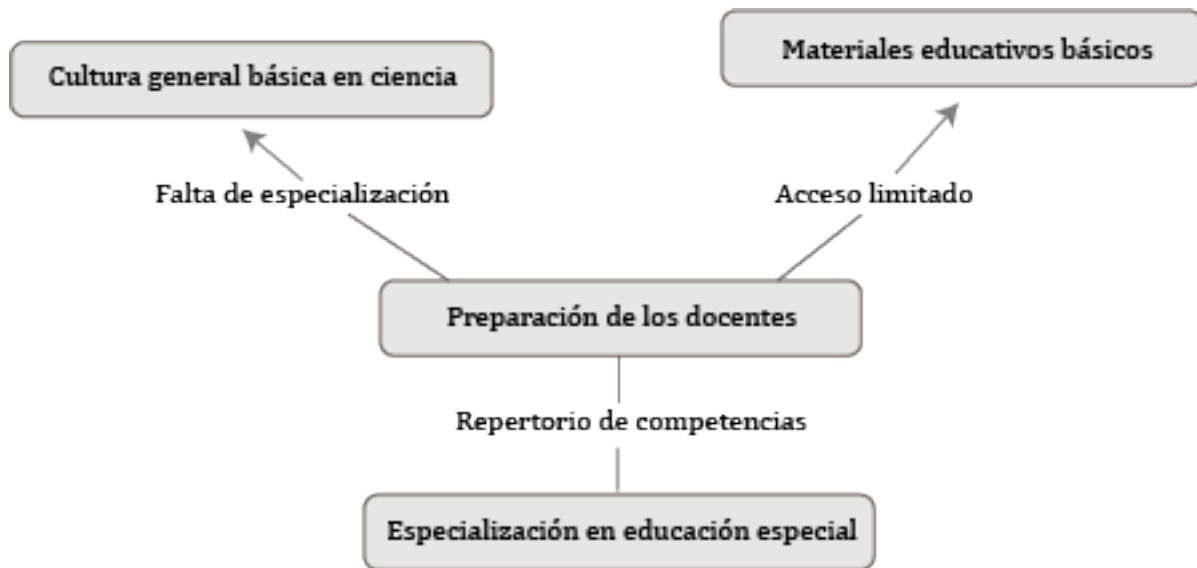 Cultura general básica en ciencia
Materiales educativos básicos
Falta de especialización
Acceso limitado
Preparación de los docentes
Repertorio de competencias
Especialización en educación especial